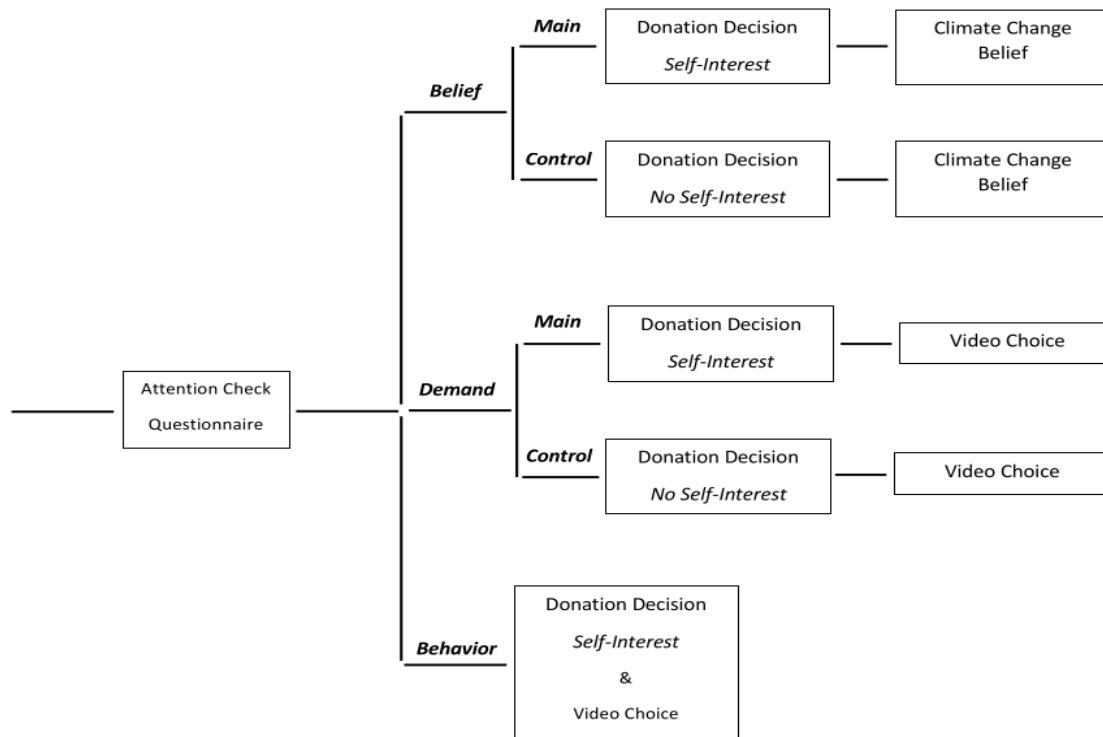 Main
Donation Decision
Self-Interest
Climate Change
Belief
Belief
Control
Donation Decision
No Self-Interest
Climate Change
Belief
Attention Check
Questionnaire
Demand
Main
Donation Decision
Self-Interest
Video Choice
Control
Donation Decision
No Self-Interest
Video Choice
Behavior
Donation Decision
Self-Interest
&
Video Choice